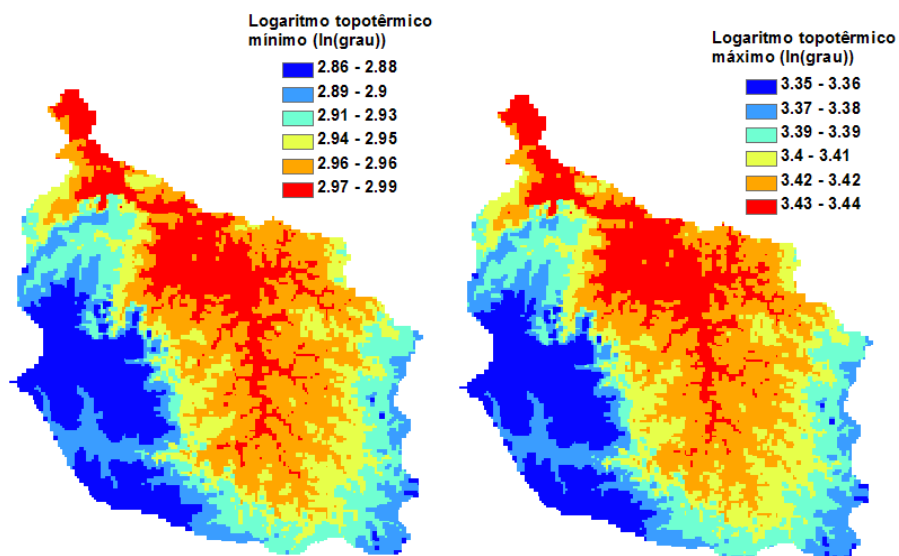 Logaritmo topotêrmico
mínimo (ln(grau))
2.86 - 2.88
2.89 - 2.9
2.91 - 2.93
2.94 - 2.95
2.96 - 2.96
2.97 - 2.99
Logaritmo topotêrmico
máximo (ln(grau))
3.35 - 3.36
3.37 - 3.38
3.39 - 3.39
3.4 - 3.41
3.42 - 3.42
3.43 - 3.44